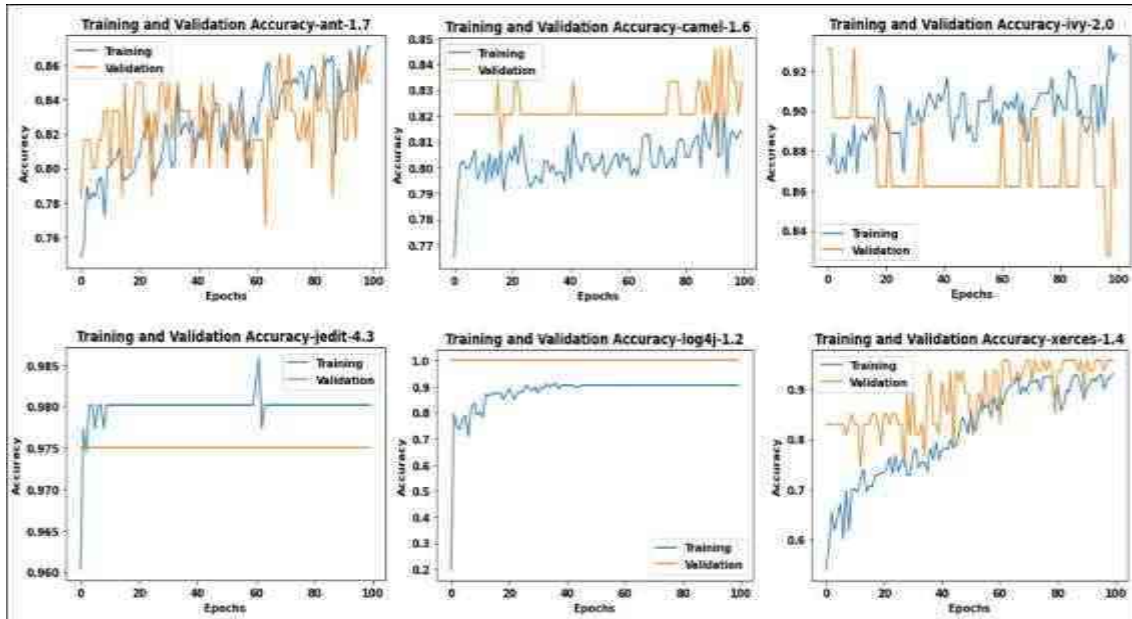 Training and Validation Accuracy-ant-1.7
Training
Validation
0.86
0.84
0.82
0.80
0.78
0.76
Accuracy
0 20 40 60 80 100
Epochs
Training and Validation Accuracy-camel-1.6
Training
Validation
0.85
0.84
0.83
0.82
0.81
0.80
0.79
0.78
0.77
Accuracy
0 20 40 60 80 100
Epochs
Training and Validation Accuracy-ivy-2.0
0.92
0.90
0.88
0.86
0.84
Accuracy
Training
Validation
0 20 40 60 80 100
Epochs
Training and Validation Accuracy-jedit-4.3
Training
Validation
0.985
0.980
0.975
0.970
0.965
0.960
Accuracy
0 20 40 60 80 100
Epochs
Training and Validation Accuracy-log4j-1.2
1.0
0.9
0.8
0.7
0.6
0.5
0.4
0.3
0.2
Accuracy
Training
Validation
0 20 40 60 80 100
Epochs
Training and Validation Accuracy-xerces-1.4
Training
Validation
0.9
0.8
0.7
0.6
Accuracy
0 20 40 60 80 100
Epochs